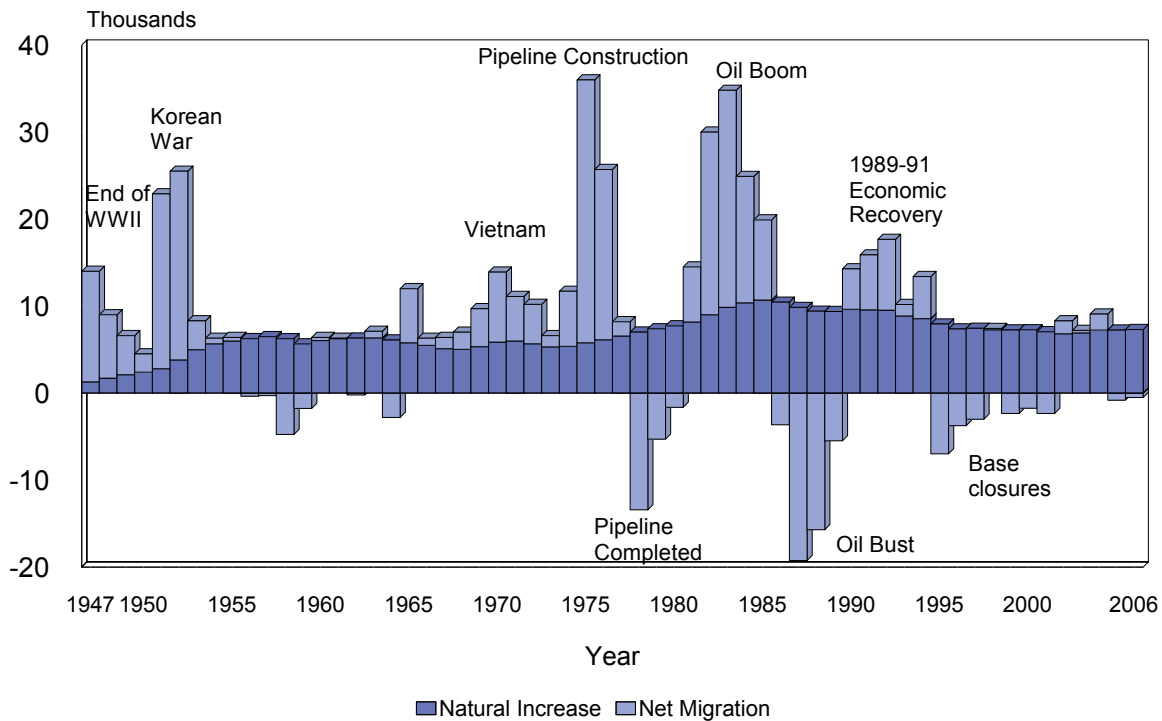 Thousands
40
30
20
10
0
-10
-20
End of
WWII
Korean
War
Vietnam
Pipeline Construction
Pipeline
Completed
Oil Boom
Oil Bust
1989-91
Economic
Recovery
Base
closures
1947 1950 1955 1960 1965 1970 1975 1980 1985 1990 1995 2000 2006
Year
Natural Increase Net Migration